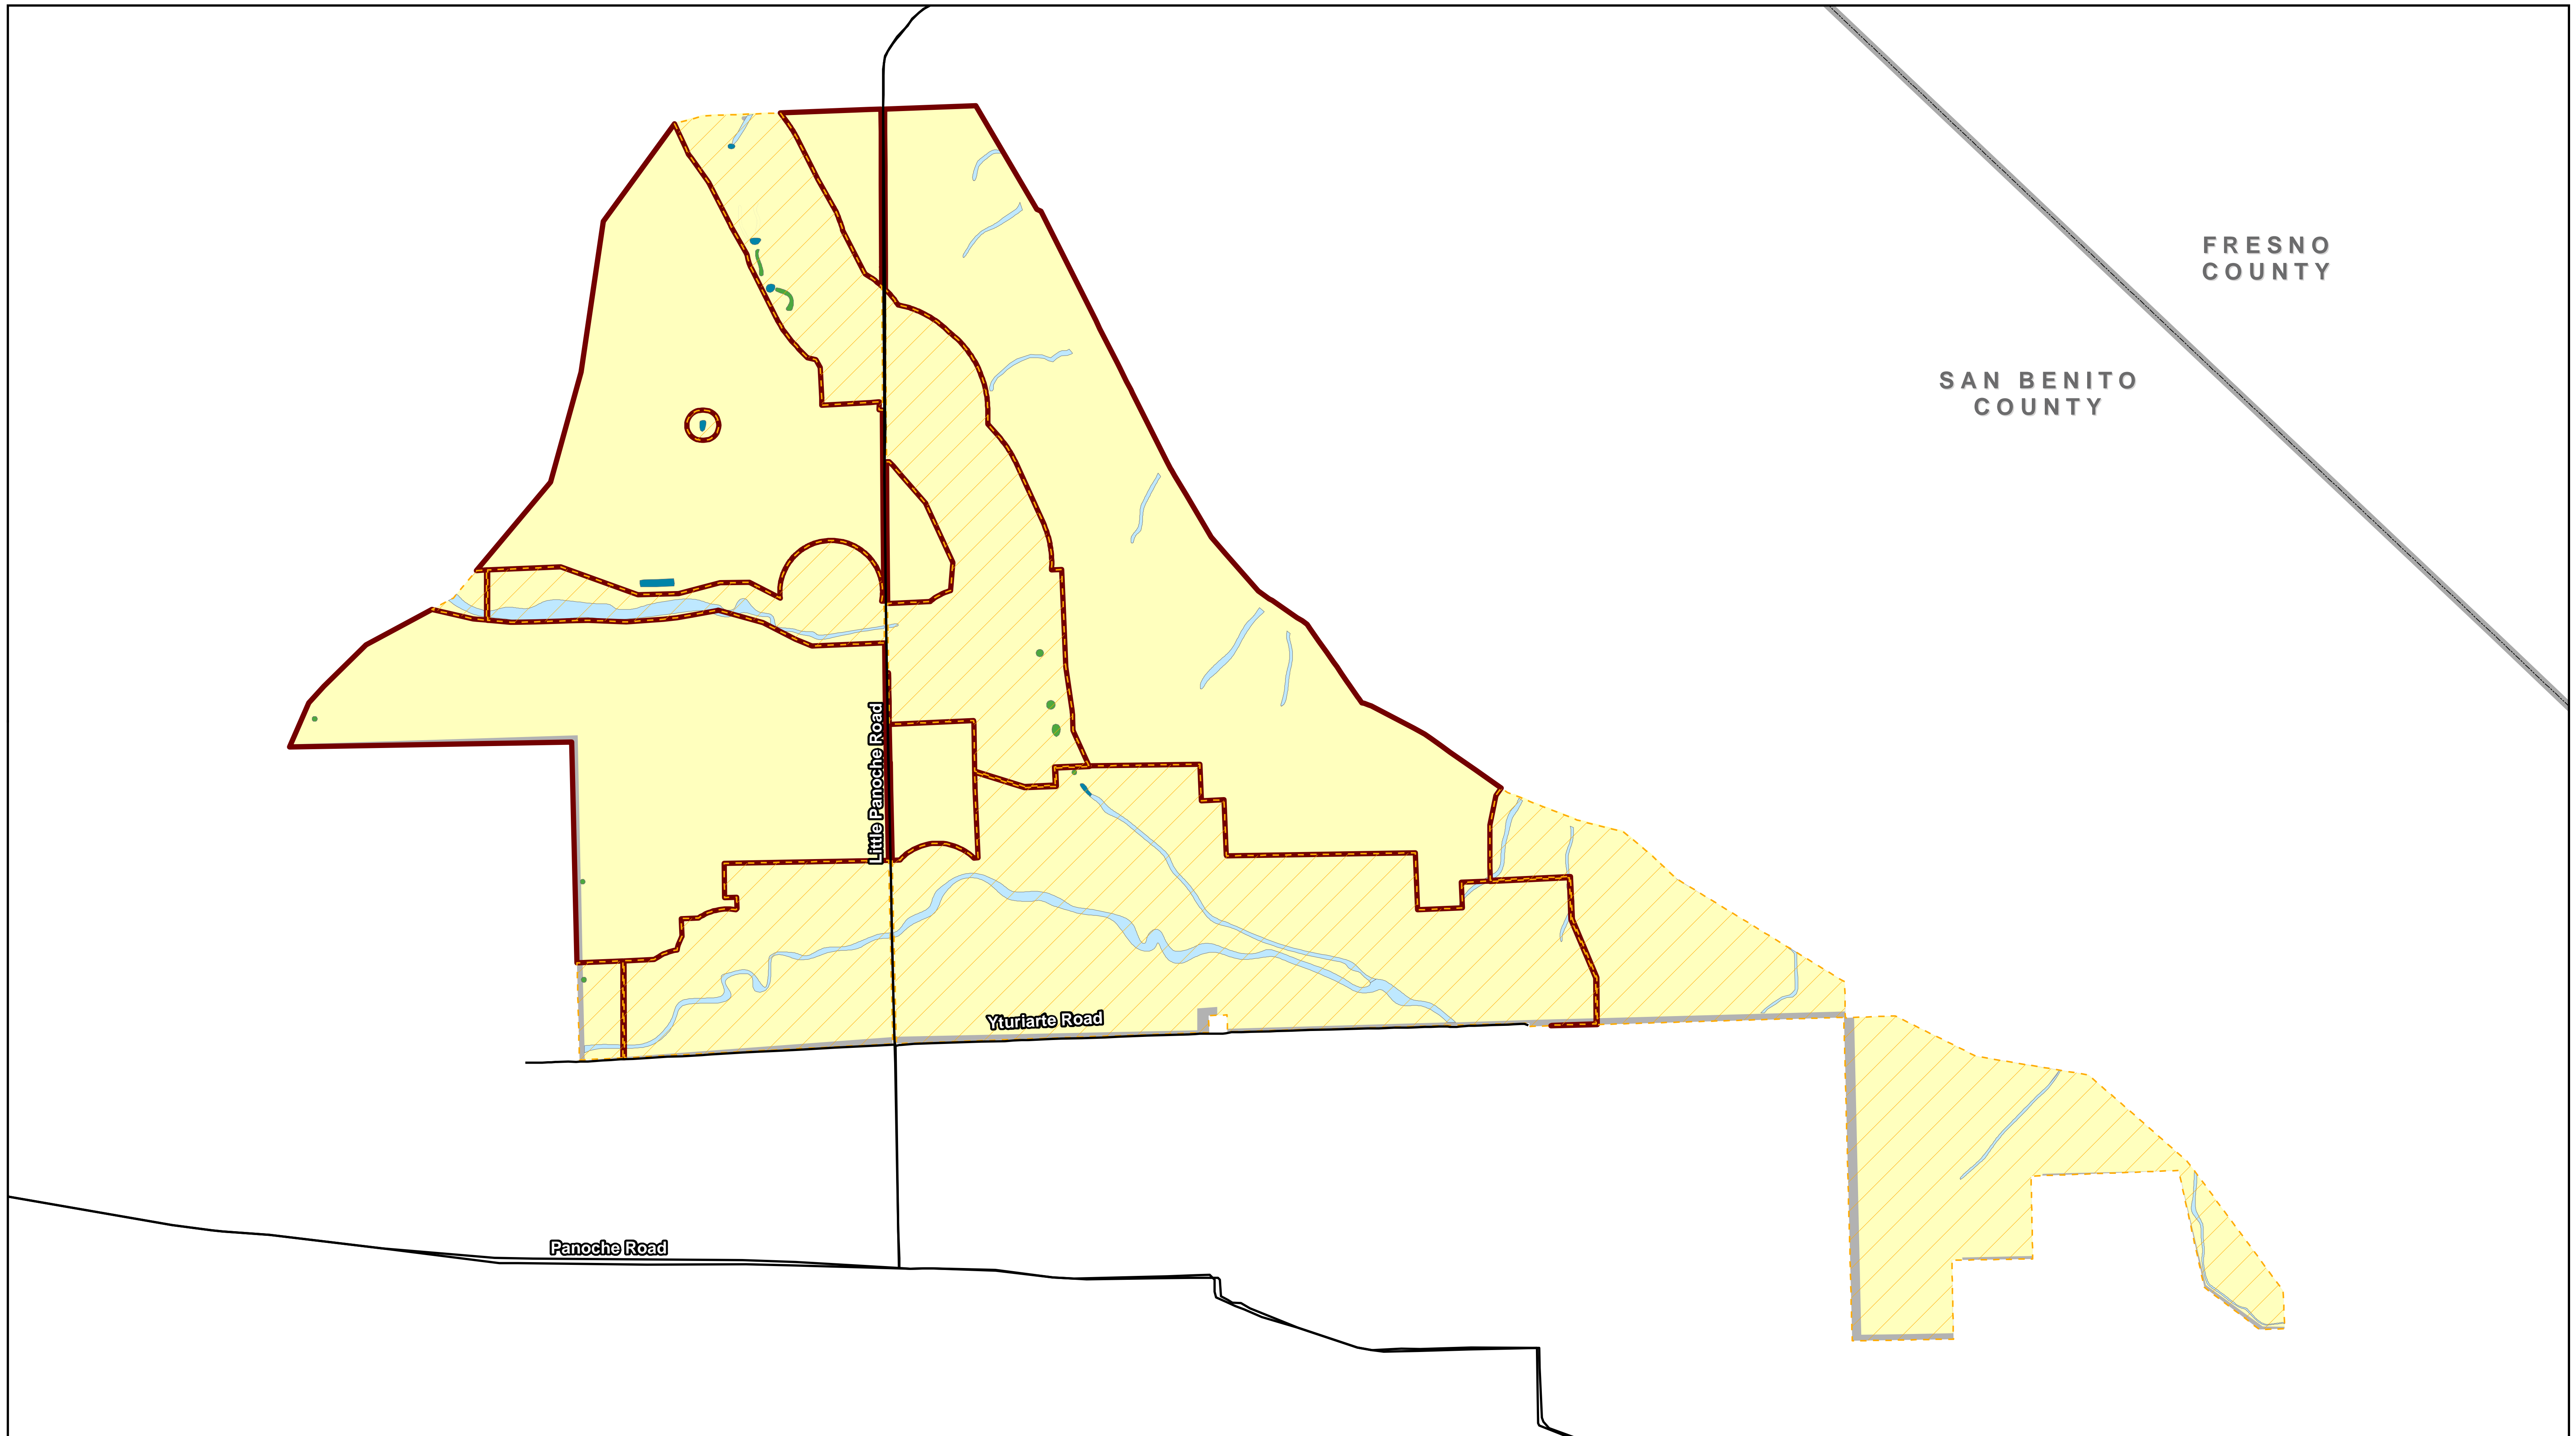 FRESNO
COUNTY
SAN BENITO
COUNTY
Little Panoche Road
Yturiarte Road
Panoche Road